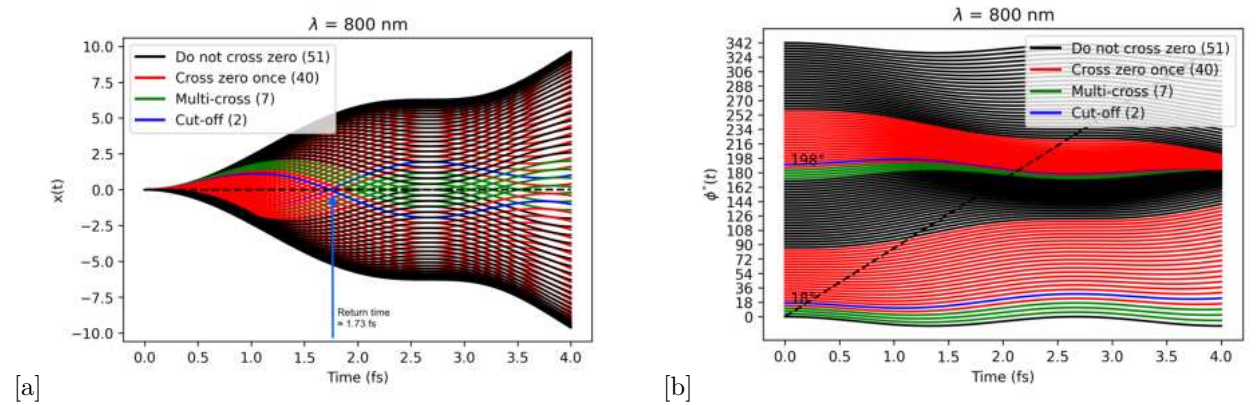 λ = 800 nm
10.0
7.5
5.0
2.5
0.0
−2.5
−5.0
−7.5
−10.0
x(t)
Do not cross zero (51)
Cross zero once (40)
Multi-cross (7)
Cut-off (2)
Return time
≈ 1.73 fs
0.0 0.5 1.0 1.5 2.0 2.5 3.0 3.5 4.0
Time (fs)
[a]
λ = 800 nm
342
324
306
288
270
252
234
216
198
180
162
144
126
108
90
72
54
36
18
0
ϕ°(t)
Do not cross zero (51)
Cross zero once (40)
Multi-cross (7)
Cut-off (2)
198°
18°
0.0 0.5 1.0 1.5 2.0 2.5 3.0 3.5 4.0
Time (fs)
[b]